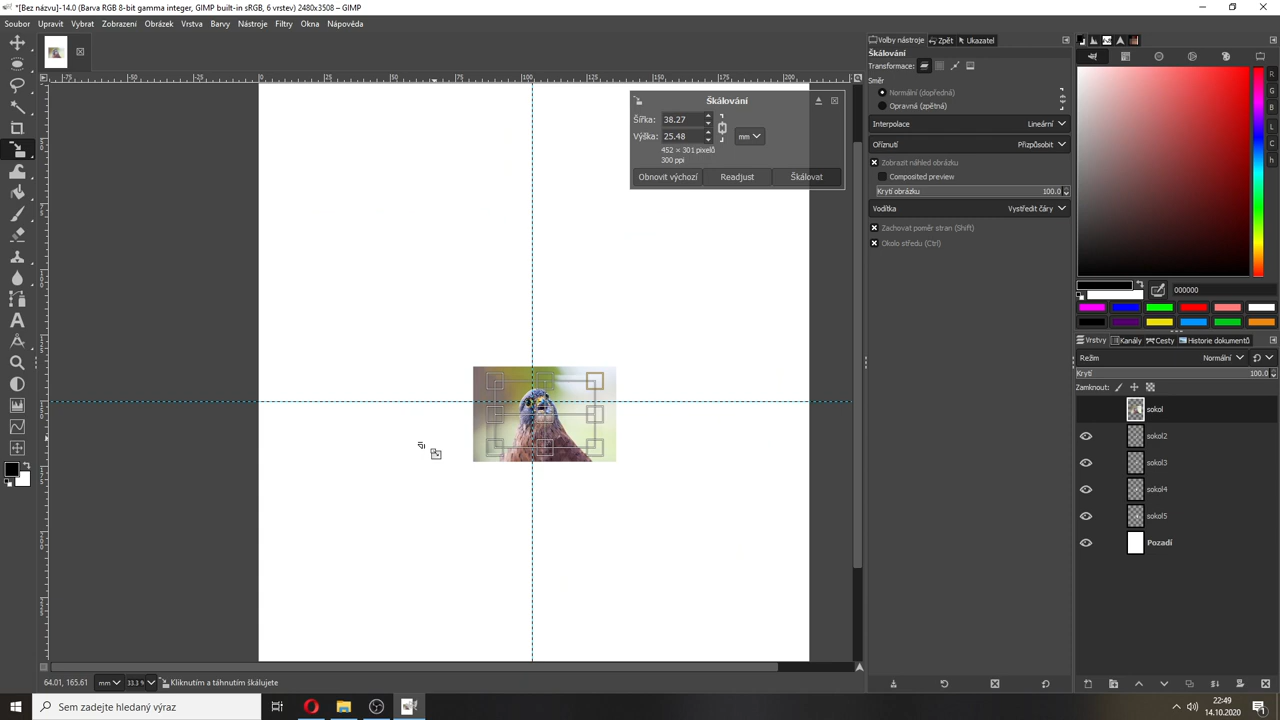 *[Bez názvu]-14.0 (Barva RGB 8-bit gamma integer, GIMP built-in sRGB, 6 vrstev) 2480x3508 – GIMP
Soubor Upravit Vybrat Zobrazení Obrázek Vrstva Barvy Nástroje Filtry Okna Nápověda
Volby nástroje Zpět Ukazatel
Škálování
Transformace:
Směr
Normální (dopředná)
Opravná (zpětná)
Interpolace Lineární
Oříznutí Přizpůsobit
Zobrazit náhled obrázku
Composited preview
Krytí obrázku 100.0
Vodítka Vystředit čáry
Zachovat poměr stran (Shift)
Okolo středu (Ctrl)
Škálování
Šířka: 38.27
Výška: 25.48 mm
452 × 301 pixelů
300 ppi
Obnovit výchozí Readjust Škálovat
R
G
B
L
C
h
000000
Vrstvy Kanály Cesty Historie dokumentů
Režim Normální
Krytí 100.0
Zamknout:
sokol
sokol2
sokol3
sokol4
sokol5
Pozadí
64.01, 165.61 mm 33.3 % Kliknutím a táhnutím škálujete
Sem zadejte hledaný výraz
22:49
14.10.2020